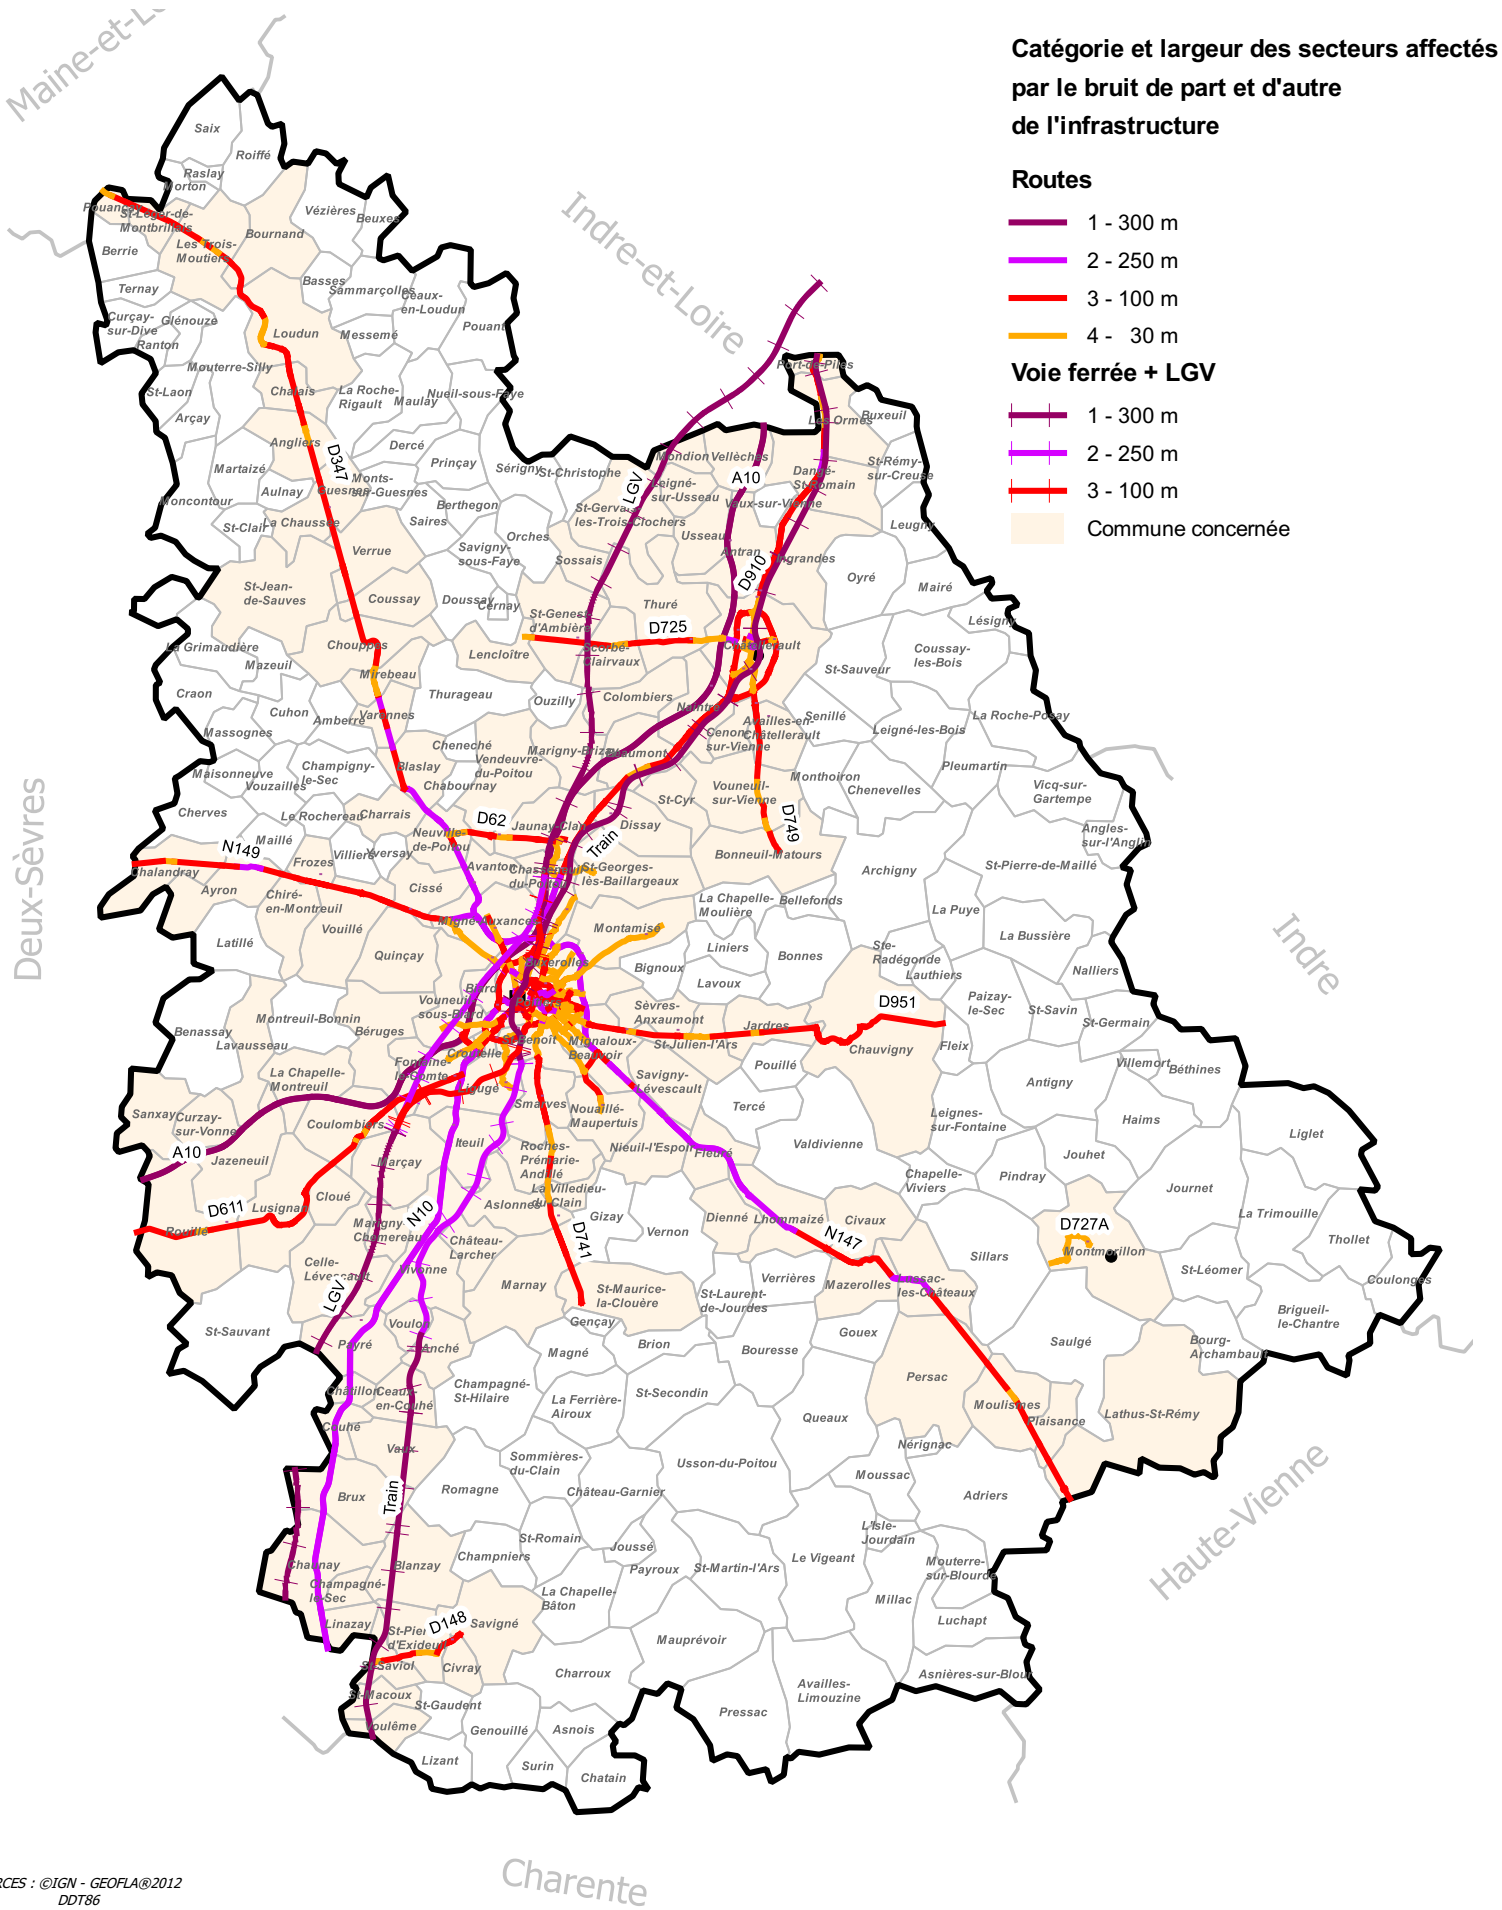 Maine-et-Lo
Catégorie et largeur des secteurs affectés
par le bruit de part et d'autre
de l'infrastructure
Routes
1 - 300 m
2 - 250 m
3 - 100 m
4 - 30 m
Voie ferrée + LGV
1 - 300 m
2 - 250 m
3 - 100 m
Commune concernée
Indre-et-Loire
Deux-Sèvres
Indre
Haute-Vienne
Charente
Saix
Roiffé
Raslay
Morton
Vézières
Beuxes
St-Léger-de-
Montbrillais
Bournand
Berrie
Les Trois-
Moutiers
Ternay
Basses
Sammarçolles
Ceaux-
en-Loudun
Curçay-
sur-Dive
Glénouze
Ranton
Loudun
Messemé
Pouant
Mouterre-Silly
St-Laon
Chalais
La Roche-
Rigault
Maulay
Nueil-sous-Faye
Arçay
Angliers
D347
Dercé
Prinçay
Sérigny
St-Christophe
Martaizé
Aulnay
Guesnes
Monts-
sur-Guesnes
Berthegon
Moncontour
St-Clair
La Chaussée
Saires
Orches
Verrue
Savigny-
sous-Faye
St-Jean-
de-Sauves
Coussay
Doussay
Cernay
Port-de-Piles
Les Ormes
Buxeuil
Mondion
Vellèches
LGV
Leigné-
sur-Usseau
A10
Dangé-
St-Romain
St-Rémy-
sur-Creuse
Vaux-sur-Vienne
St-Gervais-
les-Trois-Clochers
Leugny
Usseau
Antran
Ingrandes
Sossais
D910
Oyré
Mairé
Thuré
St-Genest-
d'Ambière
D725
Lésigny
Châtellerault
La Grimaudière
Chouppes
Lencloître
Scorbé-
Clairvaux
Coussay-
les-Bois
Mazeuil
Mirebeau
St-Sauveur
Craon
Thurageau
Ouzilly
Colombiers
Cuhon
Amberre
Varennes
Naintré
Senillé
La Roche-Posay
Massognes
Availles-en-
Châtellerault
Leigné-les-Bois
Cenon-
sur-Vienne
Cheneché
Vendeuvre-
du-Poitou
Marigny-Brizay
Beaumont
Maisonneuve
Vouzailles
Champigny-
le-Sec
Blaslay
Chabournay
Monthoiron
Pleumartin
Chenevelles
Vicq-sur-
Gartempe
Vouneuil-
sur-Vienne
St-Cyr
Cherves
Le Rochereau
Charrais
D62
Jaunay-Clan
Dissay
D749
Angles-
sur-l'Anglin
N149
Maillé
Villiers
Yversay
Neuville-
de-Poitou
Train
Bonneuil-Matours
Chalandray
Frozes
Avanton
Chasseneuil-
du-Poitou
St-Georges-
lès-Baillargeaux
Archigny
St-Pierre-de-Maillé
Ayron
Chiré-
en-Montreuil
Cissé
La Chapelle-
Moulière
Bellefonds
La Puye
Migné-Auxances
Vouillé
Montamisé
Latillé
Quinçay
Liniers
Bonnes
Ste-
Radégonde
La Bussière
Buxerolles
Bignoux
Lauthiers
Nalliers
Biard
Lavoux
Vouneuil-
sous-Biard
Sèvres-
Anxaumont
D951
Paizay-
le-Sec
St-Savin
St-Germain
Montreuil-Bonnin
Béruges
St-Benoit
Mignaloux-
Beauvoir
St-Julien-l'Ars
Jardres
Chauvigny
Fleix
Benassay
Lavausseau
Croutelle
Fontaine-
le-Comte
Pouillé
Villemort
Béthines
La Chapelle-
Montreuil
Ligugé
Savigny-
Lévescault
Antigny
Sanxay
Curzay-
sur-Vonne
Smarves
Nouaillé-
Maupertuis
Tercé
Leignes-
sur-Fontaine
Haims
Coulombiers
Liglet
A10
Jazeneuil
Marçay
Iteuil
Roches-
Prémarie-
Andillé
Nieuil-l'Espoir
Fleuré
Valdivienne
Jouhet
Chapelle-
Viviers
Pindray
Journet
D611
Lusignan
Cloué
N10
Aslonnes
La Villedieu-
du-Clain
Rouillé
Marigny-
Chemereau
D741
Gizay
Vernon
Dienné
Lhommaizé
Civaux
N147
D727A
La Trimouille
Montmorillon
Thollet
Château-
Larcher
Sillars
Celle-
Lévescault
Vivonne
LGV
Marnay
St-Maurice-
la-Clouère
Verrières
Mazerolles
Lussac-
les-Châteaux
St-Léomer
Coulonges
St-Laurent-
de-Jourdes
Gençay
Brigueil-
le-Chantre
St-Sauvant
Payré
Voulon
Anché
Magné
Brion
Bouresse
Gouex
Saulgé
Bourg-
Archambault
Châtillon
Ceaux-
en-Couhé
Champagné-
St-Hilaire
La Ferrière-
Airoux
St-Secondin
Persac
Couhé
Queaux
Moulismes
Plaisance
Lathus-St-Rémy
Vaux
Nérignac
Sommières-
du-Clain
Usson-du-Poitou
Moussac
Train
Brux
Romagne
Château-Garnier
Adriers
St-Romain
L'Isle-
Jourdain
Chaunay
Blanzay
Champniers
Joussé
Payroux
St-Martin-l'Ars
Le Vigeant
Mouterre-
sur-Blourde
Champagné-
le-Sec
La Chapelle-
Bâton
Millac
Luchapt
Linazay
D148
Savigné
d'Exideuil
Mauprévoir
St-Saviol
Civray
Charroux
Availles-
Limouzine
Asnières-sur-Blour
St-Macoux
St-Gaudent
Pressac
Voulême
Genouillé
Asnois
Lizant
Surin
Chatain
RCES : ©IGN - GEOFLA®2012
DDT86